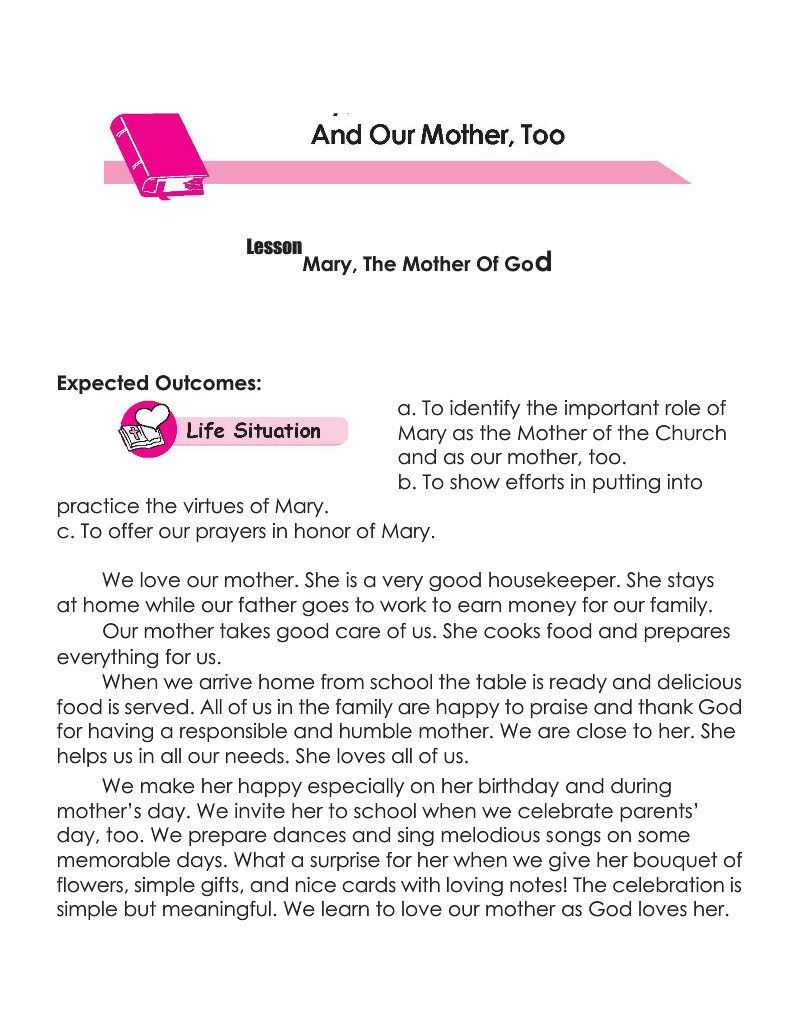 And Our Mother, Too
Lesson
Mary, The Mother Of God
Expected Outcomes:
Life Situation
a. To identify the important role of
Mary as the Mother of the Church
and as our mother, too.
b. To show efforts in putting into
practice the virtues of Mary.
c. To offer our prayers in honor of Mary.
We love our mother. She is a very good housekeeper. She stays
at home while our father goes to work to earn money for our family.
Our mother takes good care of us. She cooks food and prepares
everything for us.
When we arrive home from school the table is ready and delicious
food is served. All of us in the family are happy to praise and thank God
for having a responsible and humble mother. We are close to her. She
helps us in all our needs. She loves all of us.
We make her happy especially on her birthday and during
mother’s day. We invite her to school when we celebrate parents’
day, too. We prepare dances and sing melodious songs on some
memorable days. What a surprise for her when we give her bouquet of
flowers, simple gifts, and nice cards with loving notes! The celebration is
simple but meaningful. We learn to love our mother as God loves her.